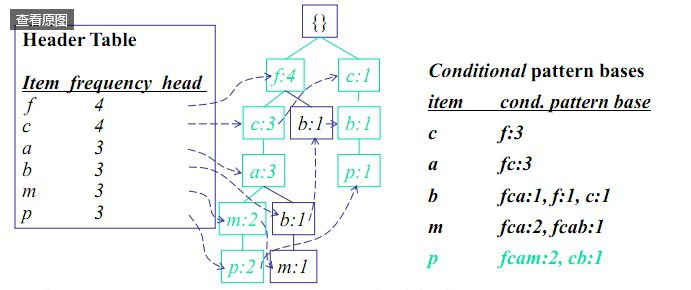 查看原图
Header Table
Item frequency head
f 4
c 4
a 3
b 3
m 3
p 3
{}
f:4 c:1
c:3 b:1 b:1
a:3 p:1
m:2 b:1
p:2 m:1
Conditional pattern bases
item cond. pattern base
c f:3
a fc:3
b fca:1, f:1, c:1
m fca:2, fcab:1
p fcam:2, cb:1